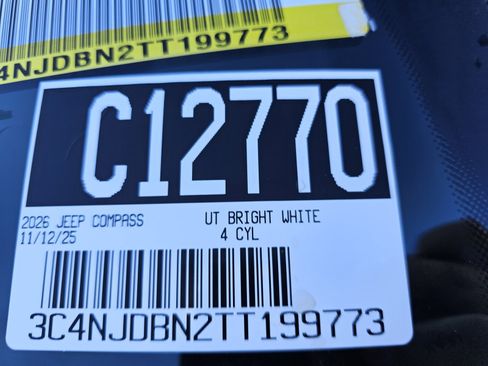 4NJDBN2TT199773
C12770
2026 JEEP COMPASS UT BRIGHT WHITE
11/12/25 4 CYL
3C4NJDBN2TT199773